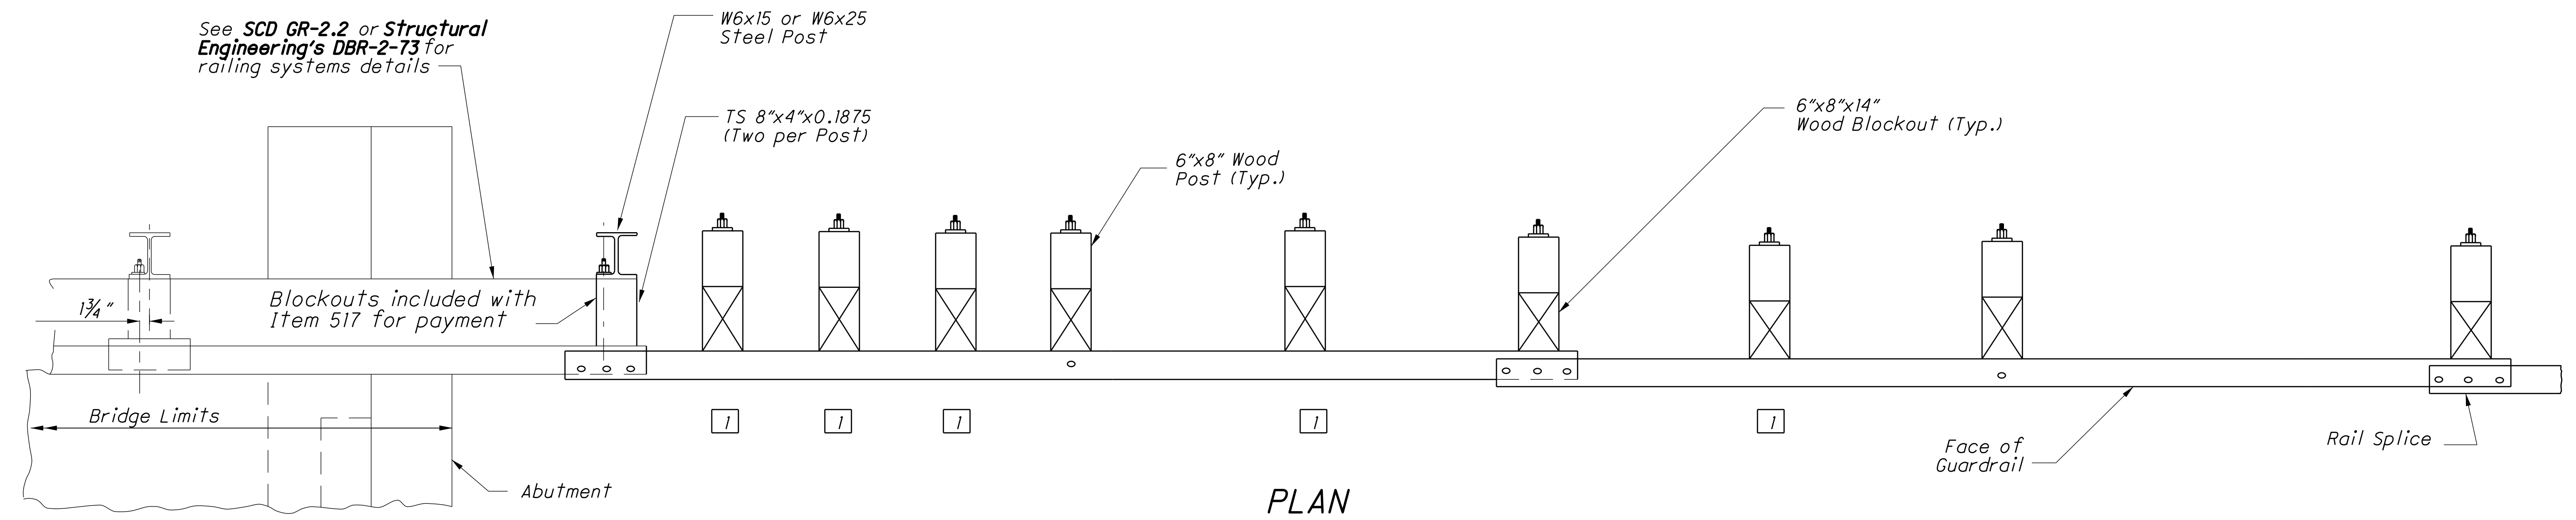 See SCD GR-2.2 or Structural
Engineering's DBR-2-73 for
railing systems details
W6x15 or W6x25
Steel Post
TS 8"x4"x0.1875
(Two per Post)
6"x8" Wood
Post (Typ.)
6"x8"x14"
Wood Blockout (Typ.)
1¾"
Blockouts included with
Item 517 for payment
Bridge Limits
1
1
1
1
1
Face of
Guardrail
Rail Splice
Abutment
PLAN